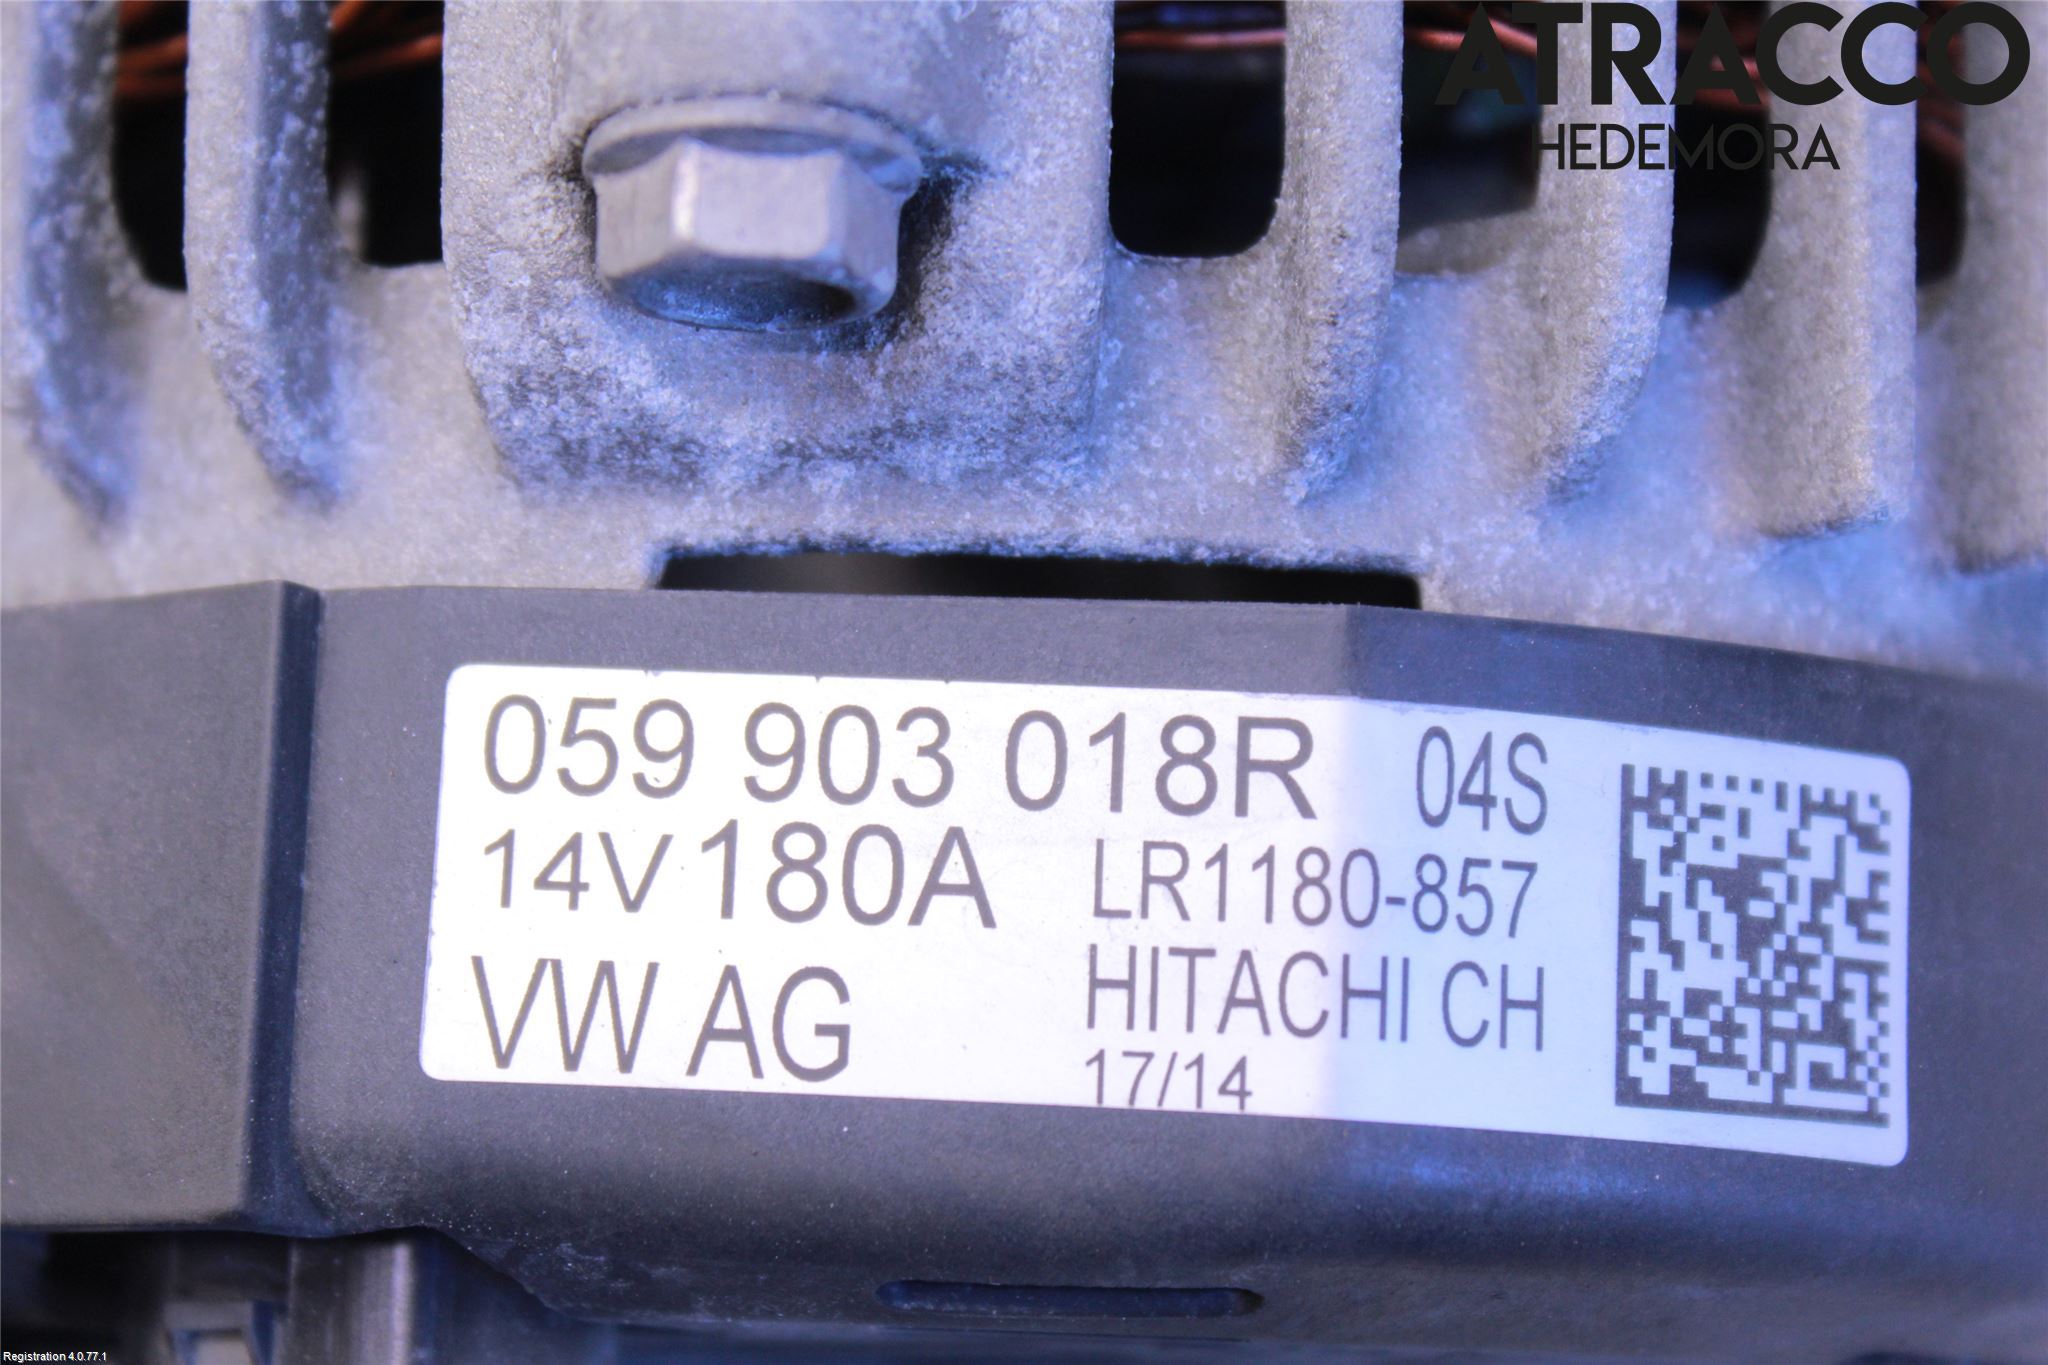 ATRACCO
HEDEMORA
059 903 018R 04S
14V 180A LR1180-857
VW AG HITACHI CH
17/14
Registration 4.0.77.1